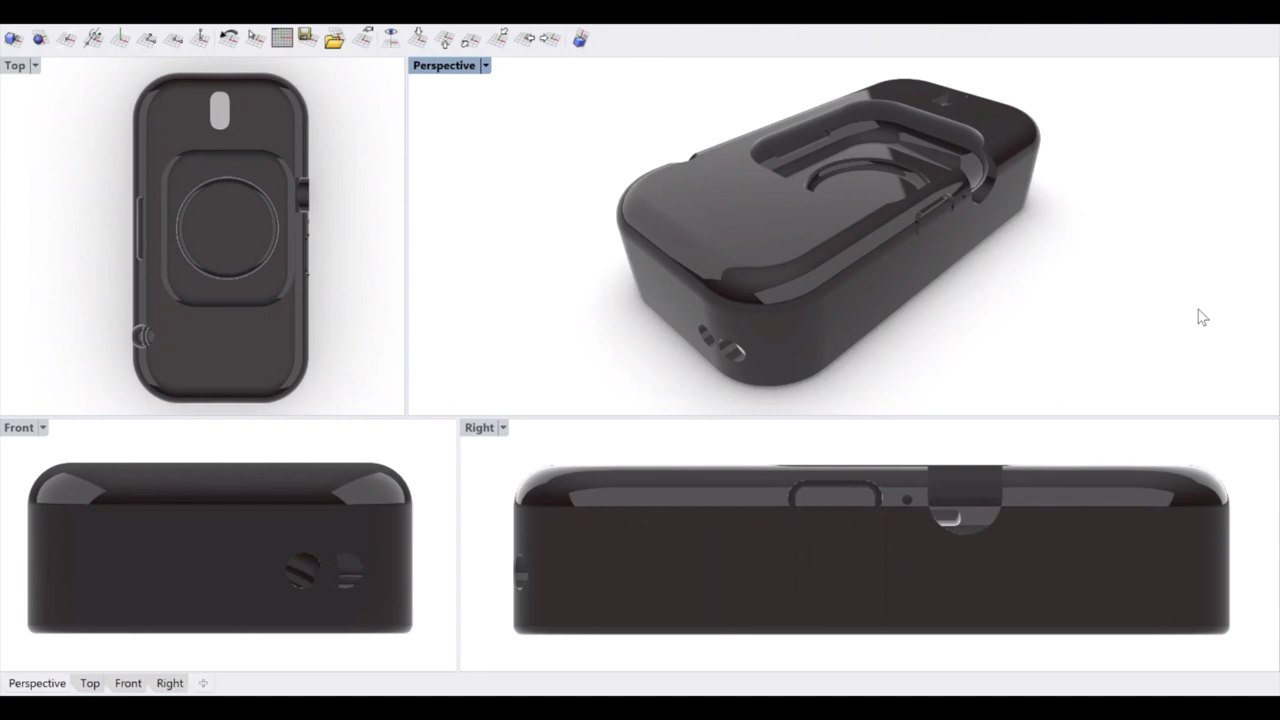 Top
Perspective
Front
Right
Perspective Top Front Right